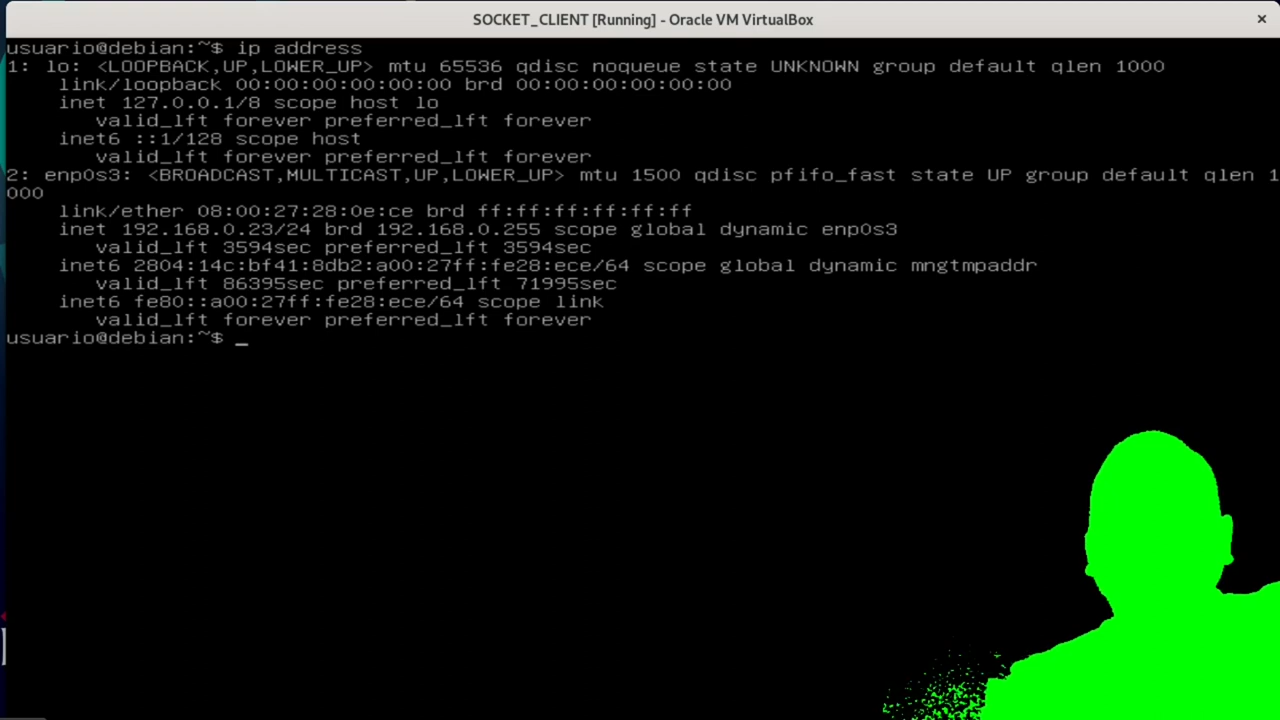 SOCKET_CLIENT [Running] - Oracle VM VirtualBox
usuario@debian:~$ ip address
1: lo: <LOOPBACK,UP,LOWER_UP> mtu 65536 qdisc noqueue state UNKNOWN group default qlen 1000
    link/loopback 00:00:00:00:00:00 brd 00:00:00:00:00:00
    inet 127.0.0.1/8 scope host lo
       valid_lft forever preferred_lft forever
    inet6 ::1/128 scope host
       valid_lft forever preferred_lft forever
2: enp0s3: <BROADCAST,MULTICAST,UP,LOWER_UP> mtu 1500 qdisc pfifo_fast state UP group default qlen 1
000
    link/ether 08:00:27:28:0e:ce brd ff:ff:ff:ff:ff:ff
    inet 192.168.0.23/24 brd 192.168.0.255 scope global dynamic enp0s3
       valid_lft 3594sec preferred_lft 3594sec
    inet6 2804:14c:bf41:8db2:a00:27ff:fe28:ece/64 scope global dynamic mngtmpaddr
       valid_lft 86395sec preferred_lft 71995sec
    inet6 fe80::a00:27ff:fe28:ece/64 scope link
       valid_lft forever preferred_lft forever
usuario@debian:~$ _